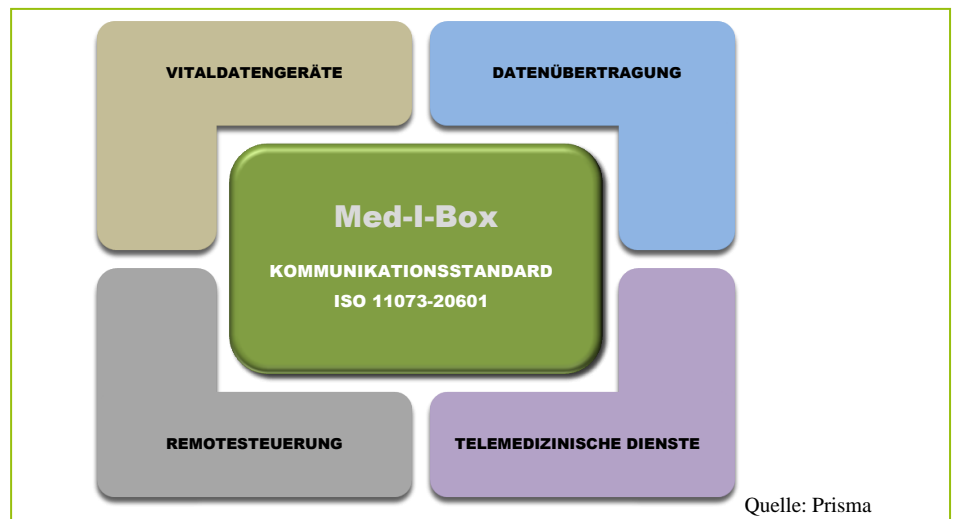 VITALDATENGERÄTE
DATENÜBERTRAGUNG
Med-I-Box
KOMMUNIKATIONSSTANDARD
ISO 11073-20601
REMOTESTEUERUNG
TELEMEDIZINISCHE DIENSTE
Quelle: Prisma